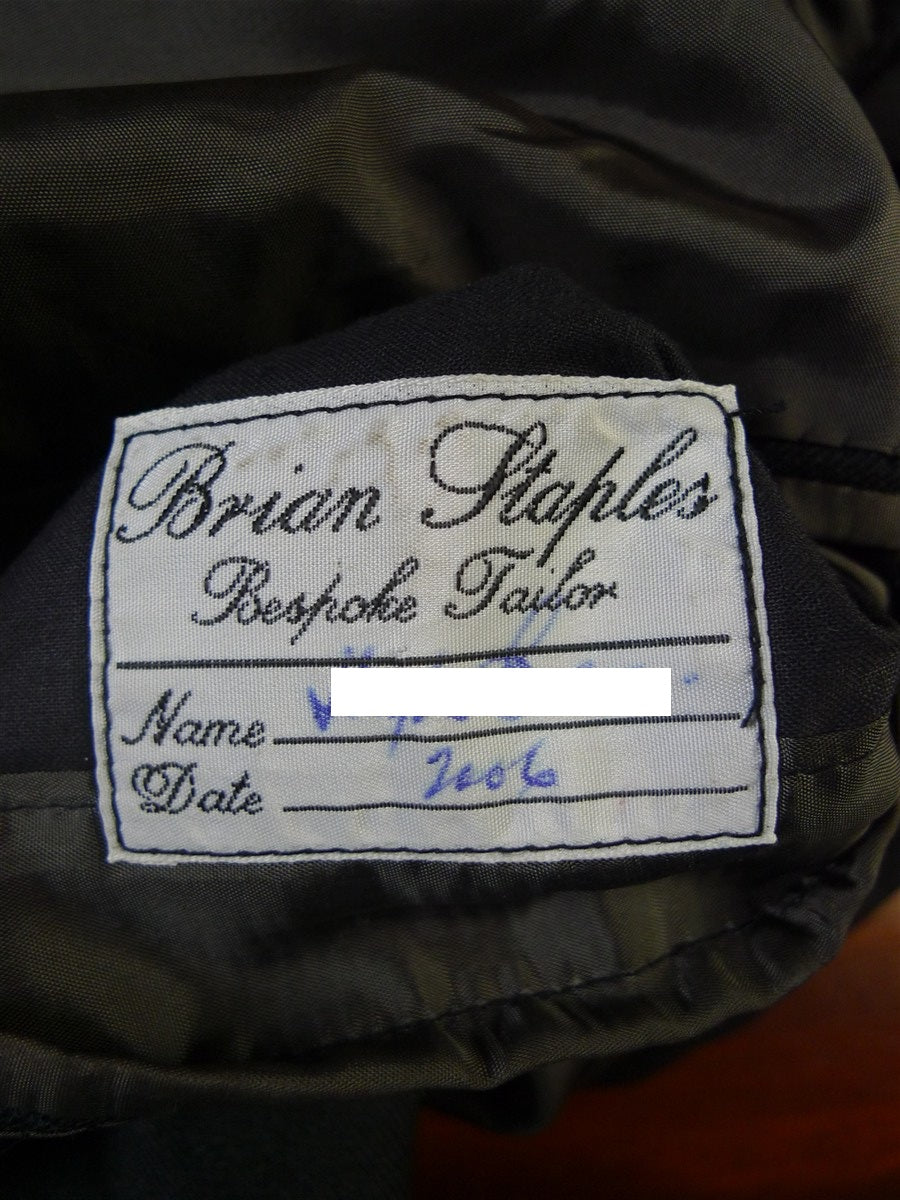 Brian Staples
Bespoke Tailor
Name
Date 2006